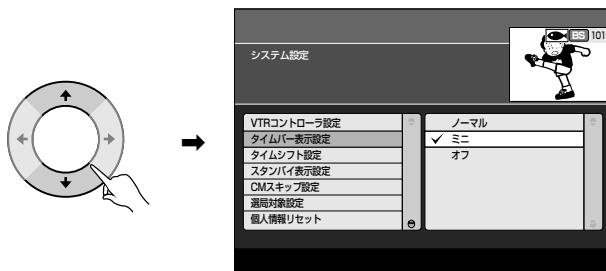 BS 101
システム設定
VTRコントローラ設定
タイムバー表示設定
タイムシフト設定
スタンバイ表示設定
CMスキップ設定
選局対象設定
個人情報リセット
ノーマル
ミニ
オフ